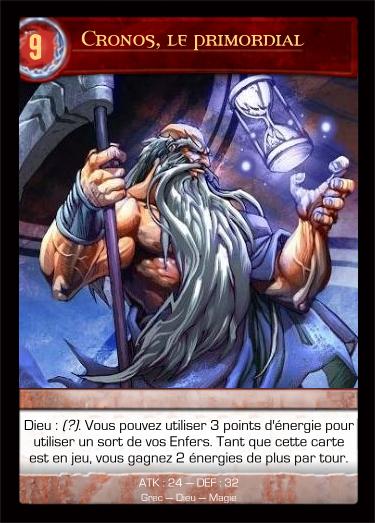 9
Cronos, le primordial
Dieu : (?). Vous pouvez utiliser 3 points d'énergie pour
utiliser un sort de vos Enfers. Tant que cette carte
est en jeu, vous gagnez 2 énergies de plus par tour.
ATK : 24 — DEF : 32
Grec — Dieu — Magie